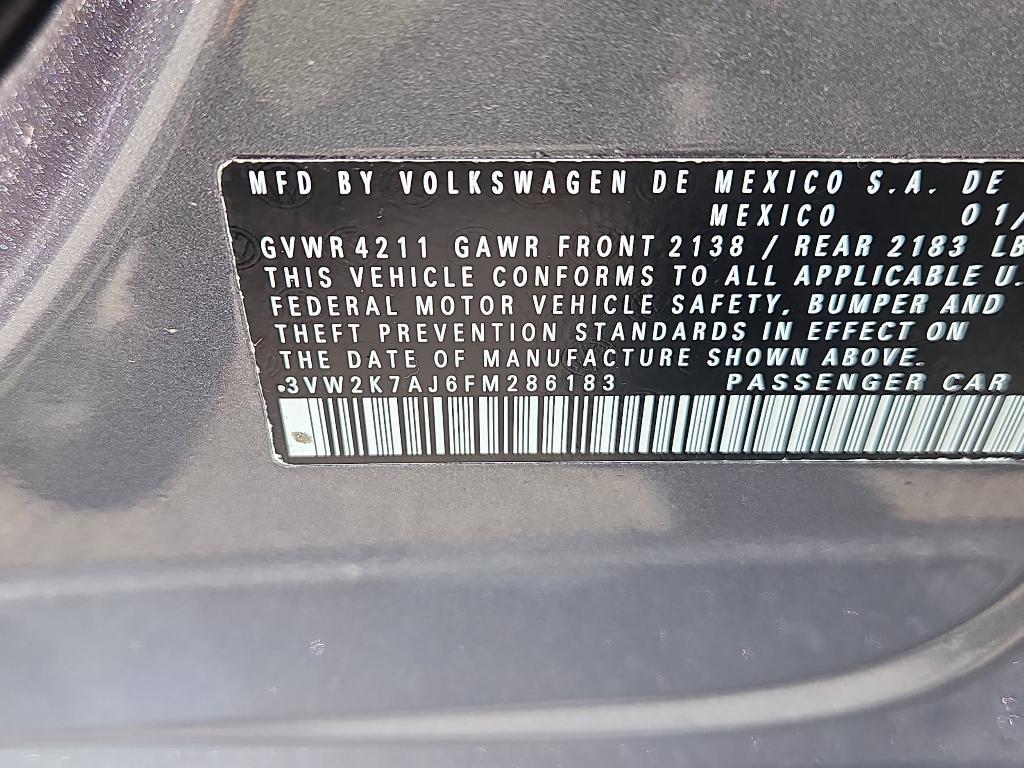 MFD BY VOLKSWAGEN DE MEXICO S.A. DE
MEXICO 01/
GVWR 4211 GAWR FRONT 2138 / REAR 2183 LB
THIS VEHICLE CONFORMS TO ALL APPLICABLE U.
FEDERAL MOTOR VEHICLE SAFETY, BUMPER AND
THEFT PREVENTION STANDARDS IN EFFECT ON
THE DATE OF MANUFACTURE SHOWN ABOVE.
•3VW2K7AJ6FM286183 PASSENGER CAR